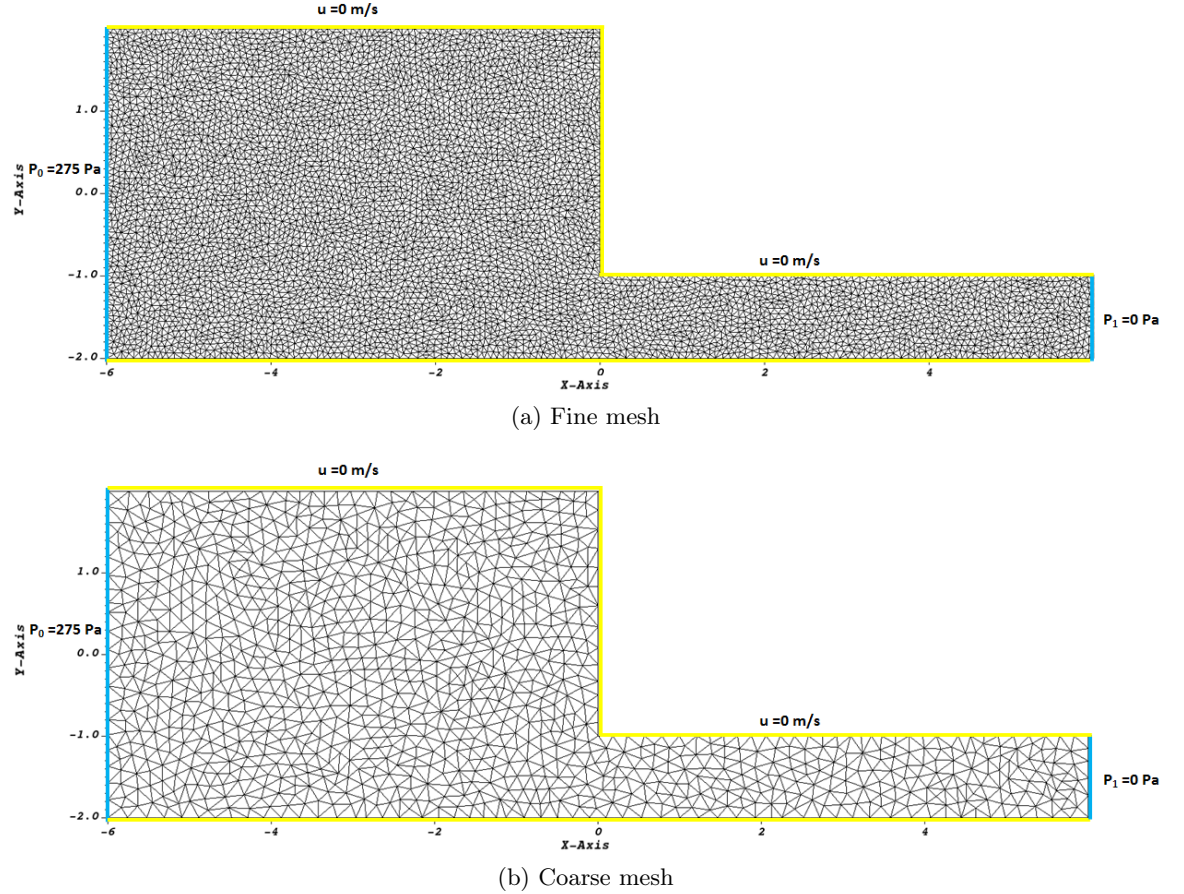 u =0 m/s
1.0
P₀ =275 Pa
0.0
Y-Axis
-1.0
u =0 m/s
P₁ =0 Pa
-2.0
-6 -4 -2 0 2 4
X-Axis
(a) Fine mesh
u =0 m/s
1.0
P₀ =275 Pa
0.0
Y-Axis
-1.0
u =0 m/s
P₁ =0 Pa
-2.0
-6 -4 -2 0 2 4
X-Axis
(b) Coarse mesh